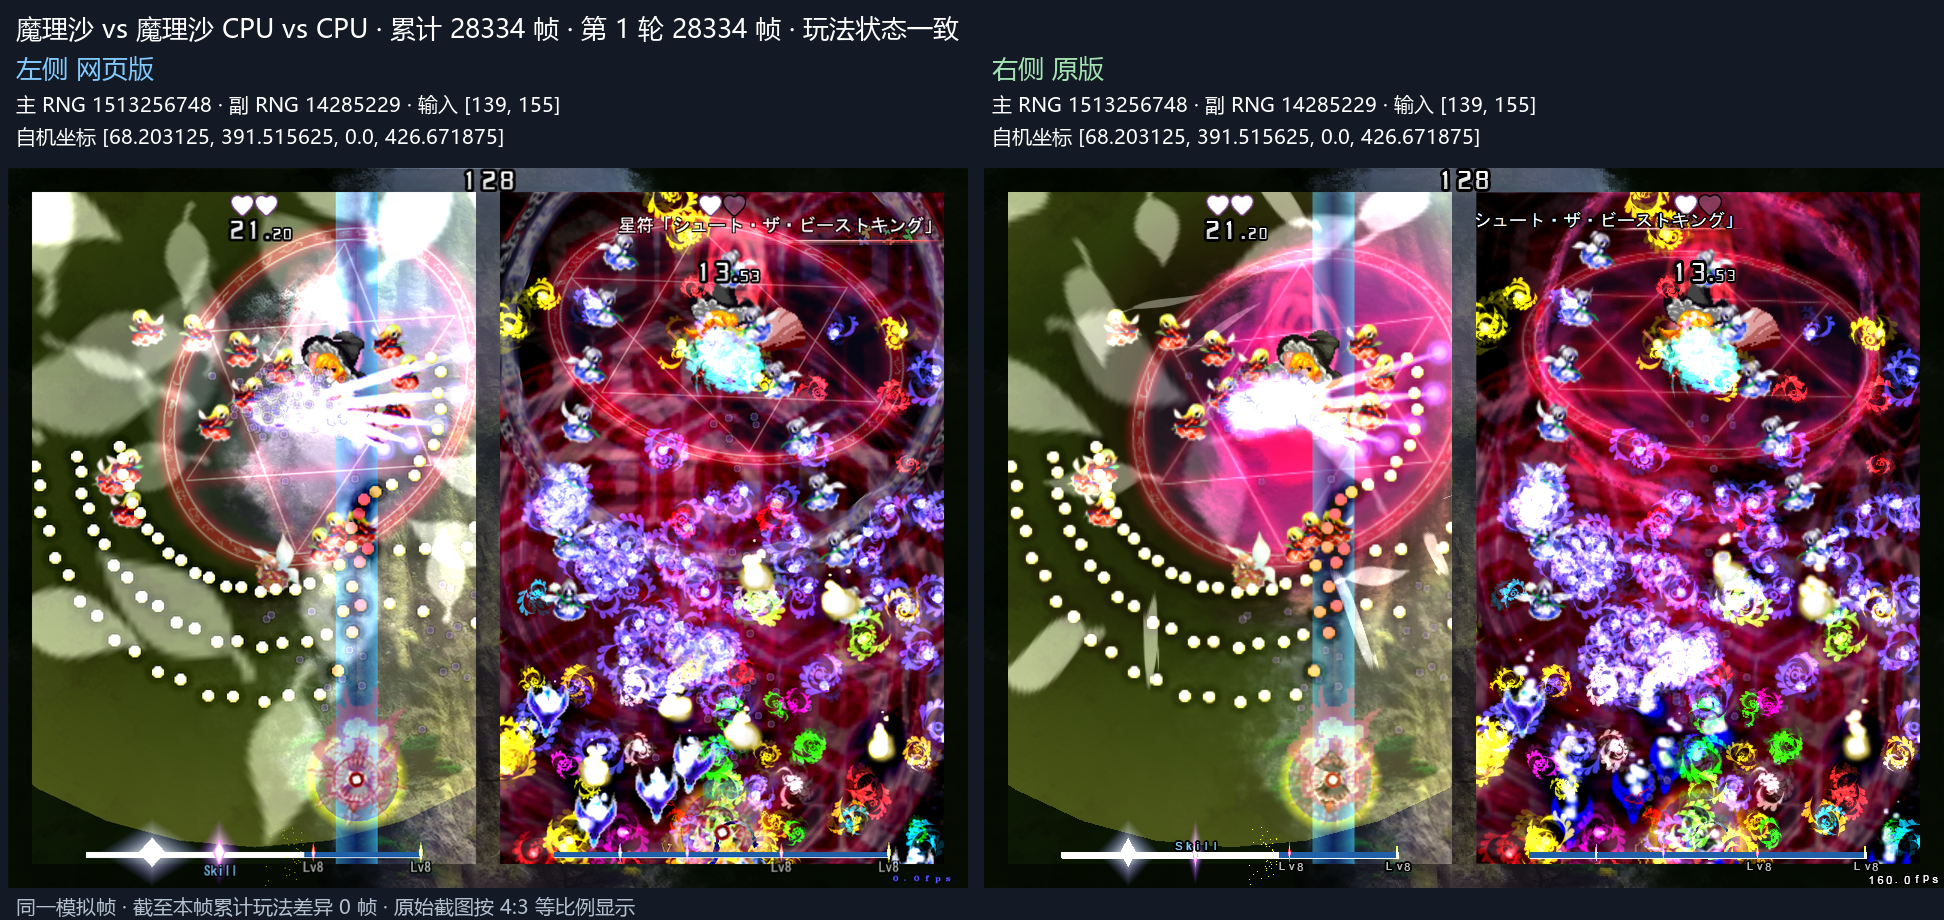 魔理沙 vs 魔理沙 CPU vs CPU · 累计 28334 帧 · 第 1 轮 28334 帧 · 玩法状态一致
左侧 网页版
主 RNG 1513256748 · 副 RNG 14285229 · 输入 [139, 155]
自机坐标 [68.203125, 391.515625, 0.0, 426.671875]
右侧 原版
主 RNG 1513256748 · 副 RNG 14285229 · 输入 [139, 155]
自机坐标 [68.203125, 391.515625, 0.0, 426.671875]
128
21.20
星符「シュート・ザ・ビーストキング」
13.53
Skill
Lv8
Lv8
Lv8
Lv8
0.0fps
128
21.20
シュート・ザ・ビーストキング」
13.53
Skill
Lv8
Lv8
Lv8
Lv8
160.0fps
同一模拟帧 · 截至本帧累计玩法差异 0 帧 · 原始截图按 4:3 等比例显示